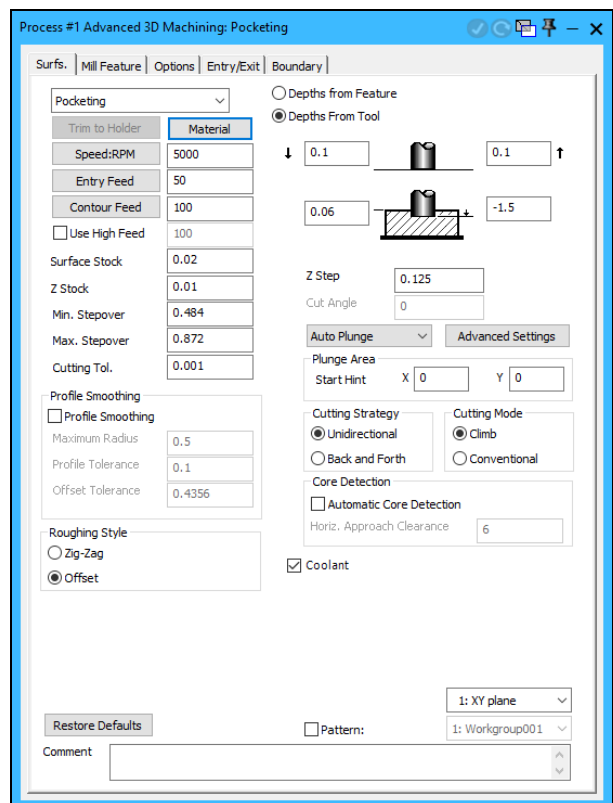 Process #1 Advanced 3D Machining: Pocketing
Surfs. Mill Feature Options Entry/Exit Boundary
Pocketing
Depths from Feature
Depths From Tool
Trim to Holder Material
Speed:RPM 5000
0.1 0.1
Entry Feed 50
Contour Feed 100
0.06 -1.5
Use High Feed 100
Surface Stock 0.02
Z Stock 0.01
Z Step 0.125
Min. Stepover 0.484
Cut Angle 0
Max. Stepover 0.872
Auto Plunge Advanced Settings
Cutting Tol. 0.001
Plunge Area
Start Hint X 0 Y 0
Profile Smoothing
Profile Smoothing
Maximum Radius 0.5
Profile Tolerance 0.1
Offset Tolerance 0.4356
Cutting Strategy
Unidirectional
Back and Forth
Cutting Mode
Climb
Conventional
Core Detection
Automatic Core Detection
Horiz. Approach Clearance 6
Roughing Style
Zig-Zag
Offset
Coolant
1: XY plane
Restore Defaults
Pattern: 1: Workgroup001
Comment